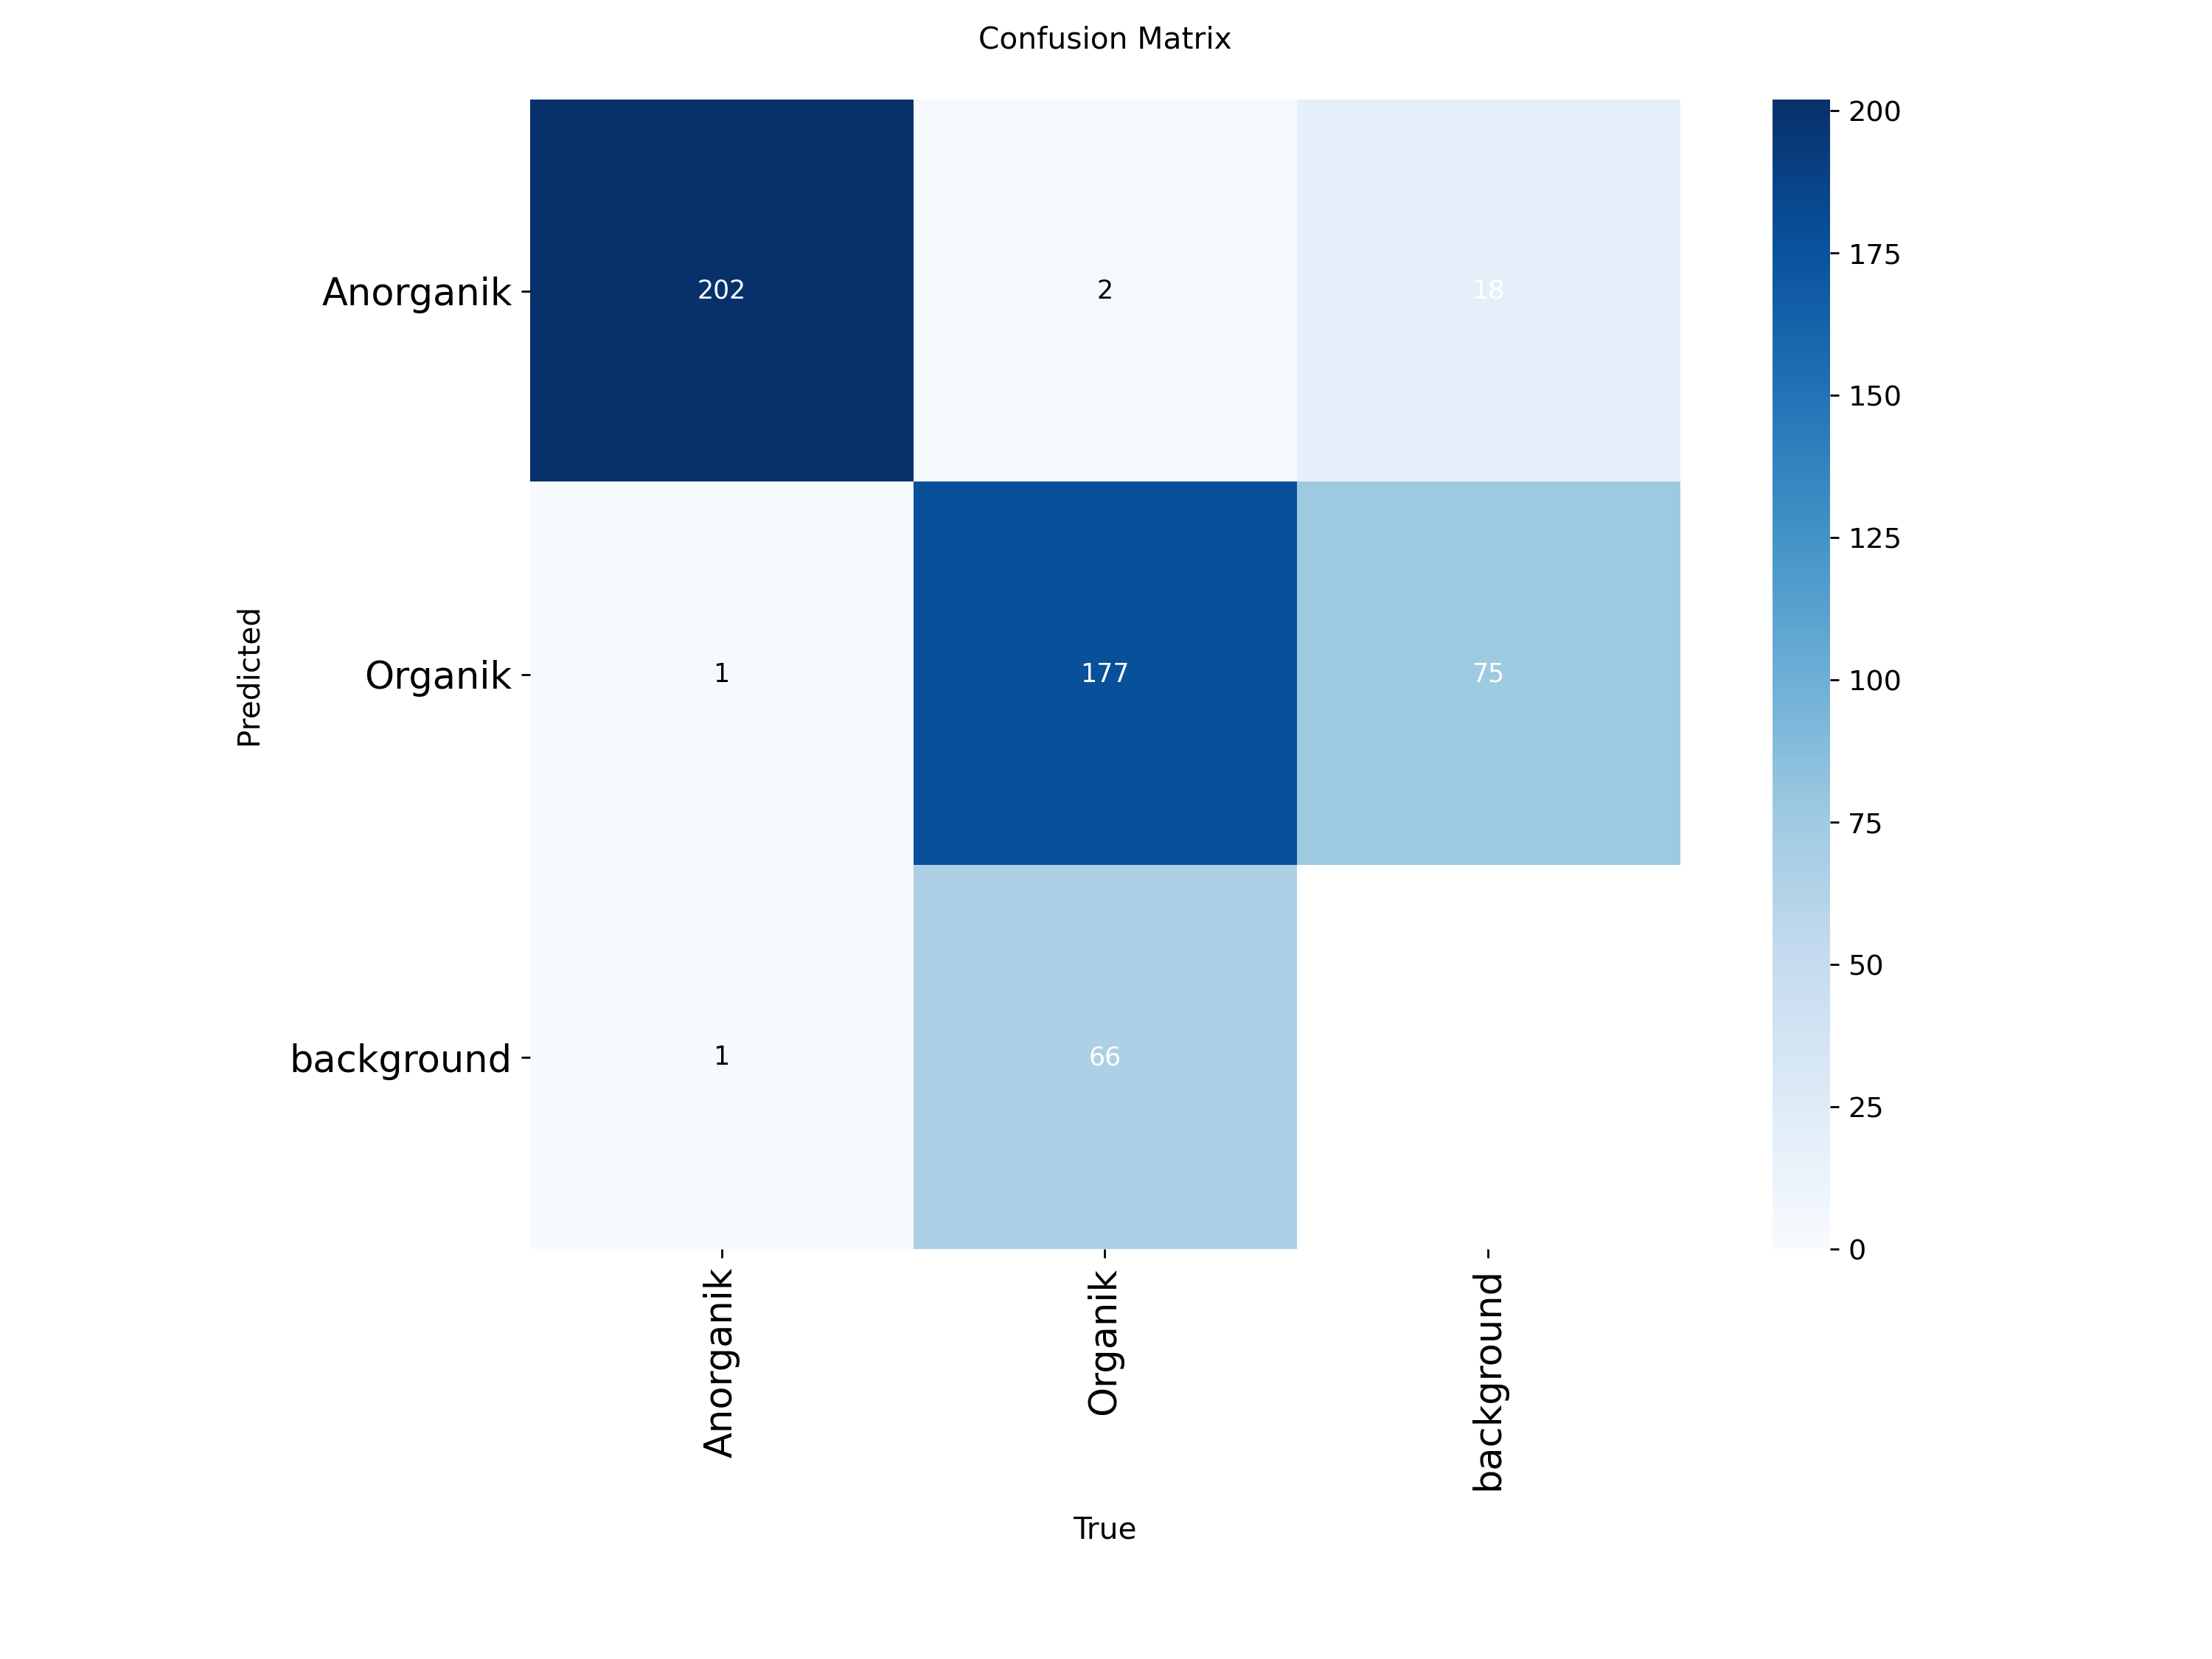 Confusion Matrix
Anorganik
202
2
18
Organik
1
177
75
background
1
66
Predicted
Anorganik
Organik
background
True
200
175
150
125
100
75
50
25
0